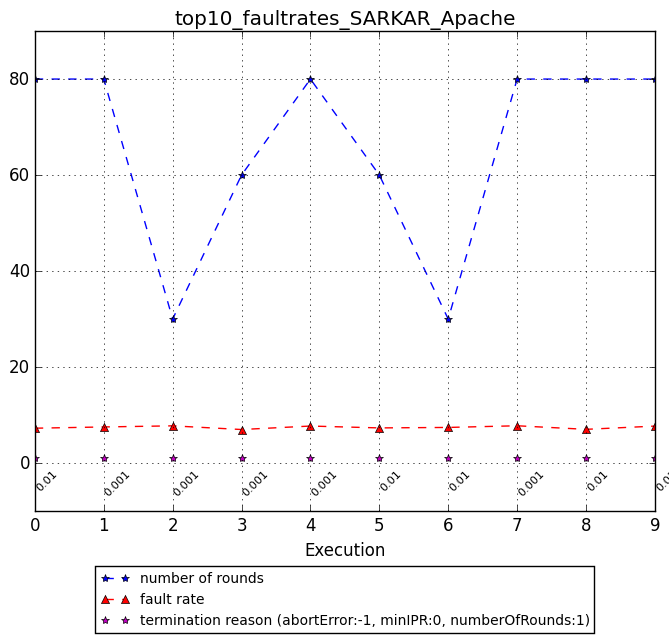 top10_faultrates_SARKAR_Apache
80
60
40
20
0
0.01 0.001 0.001 0.001 0.001 0.01 0.01 0.001 0.01
0 1 2 3 4 5 6 7 8 9
Execution
number of rounds
fault rate
termination reason (abortError:-1, minIPR:0, numberOfRounds:1)